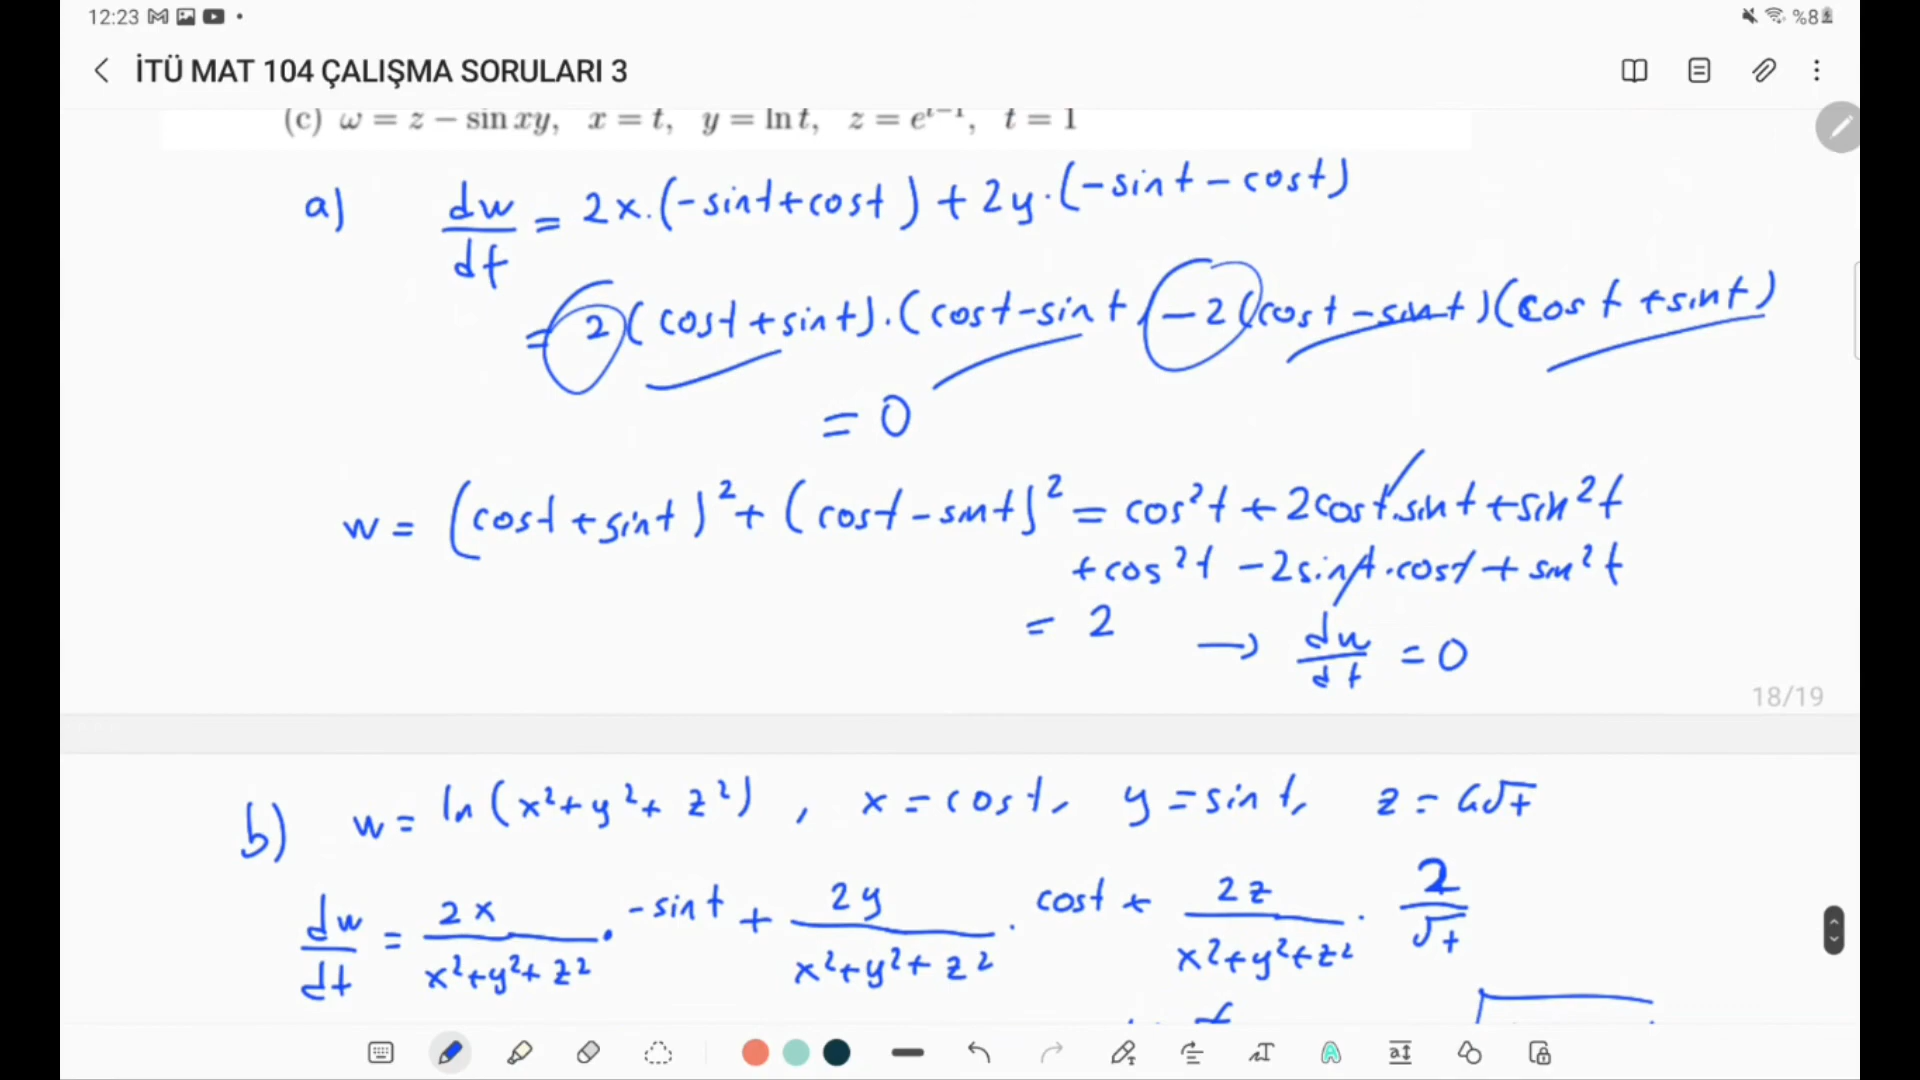 12:23
%8
İTÜ MAT 104 ÇALIŞMA SORULARI 3
(c) ω = z − sin xy, x = t, y = ln t, z = e^{t−1}, t = 1
a) dw/dt = 2x.(-sint+cost) + 2y.(-sint-cost)
= 2(cost+sint).(cost-sint) -2(cost-sint)(cost+sint)
= 0
w = (cost+sint)² + (cost-sint)² = cos²t + 2cost.sint + sin²t
+cos²t - 2sint.cost + sin²t
= 2 → dw/dt = 0
18/19
b) w = ln(x²+y²+z²), x = cost, y = sint, z = 4√t
dw/dt = 2x/(x²+y²+z²) . -sint + 2y/(x²+y²+z²) . cost + 2z/(x²+y²+z²) . 2/√t